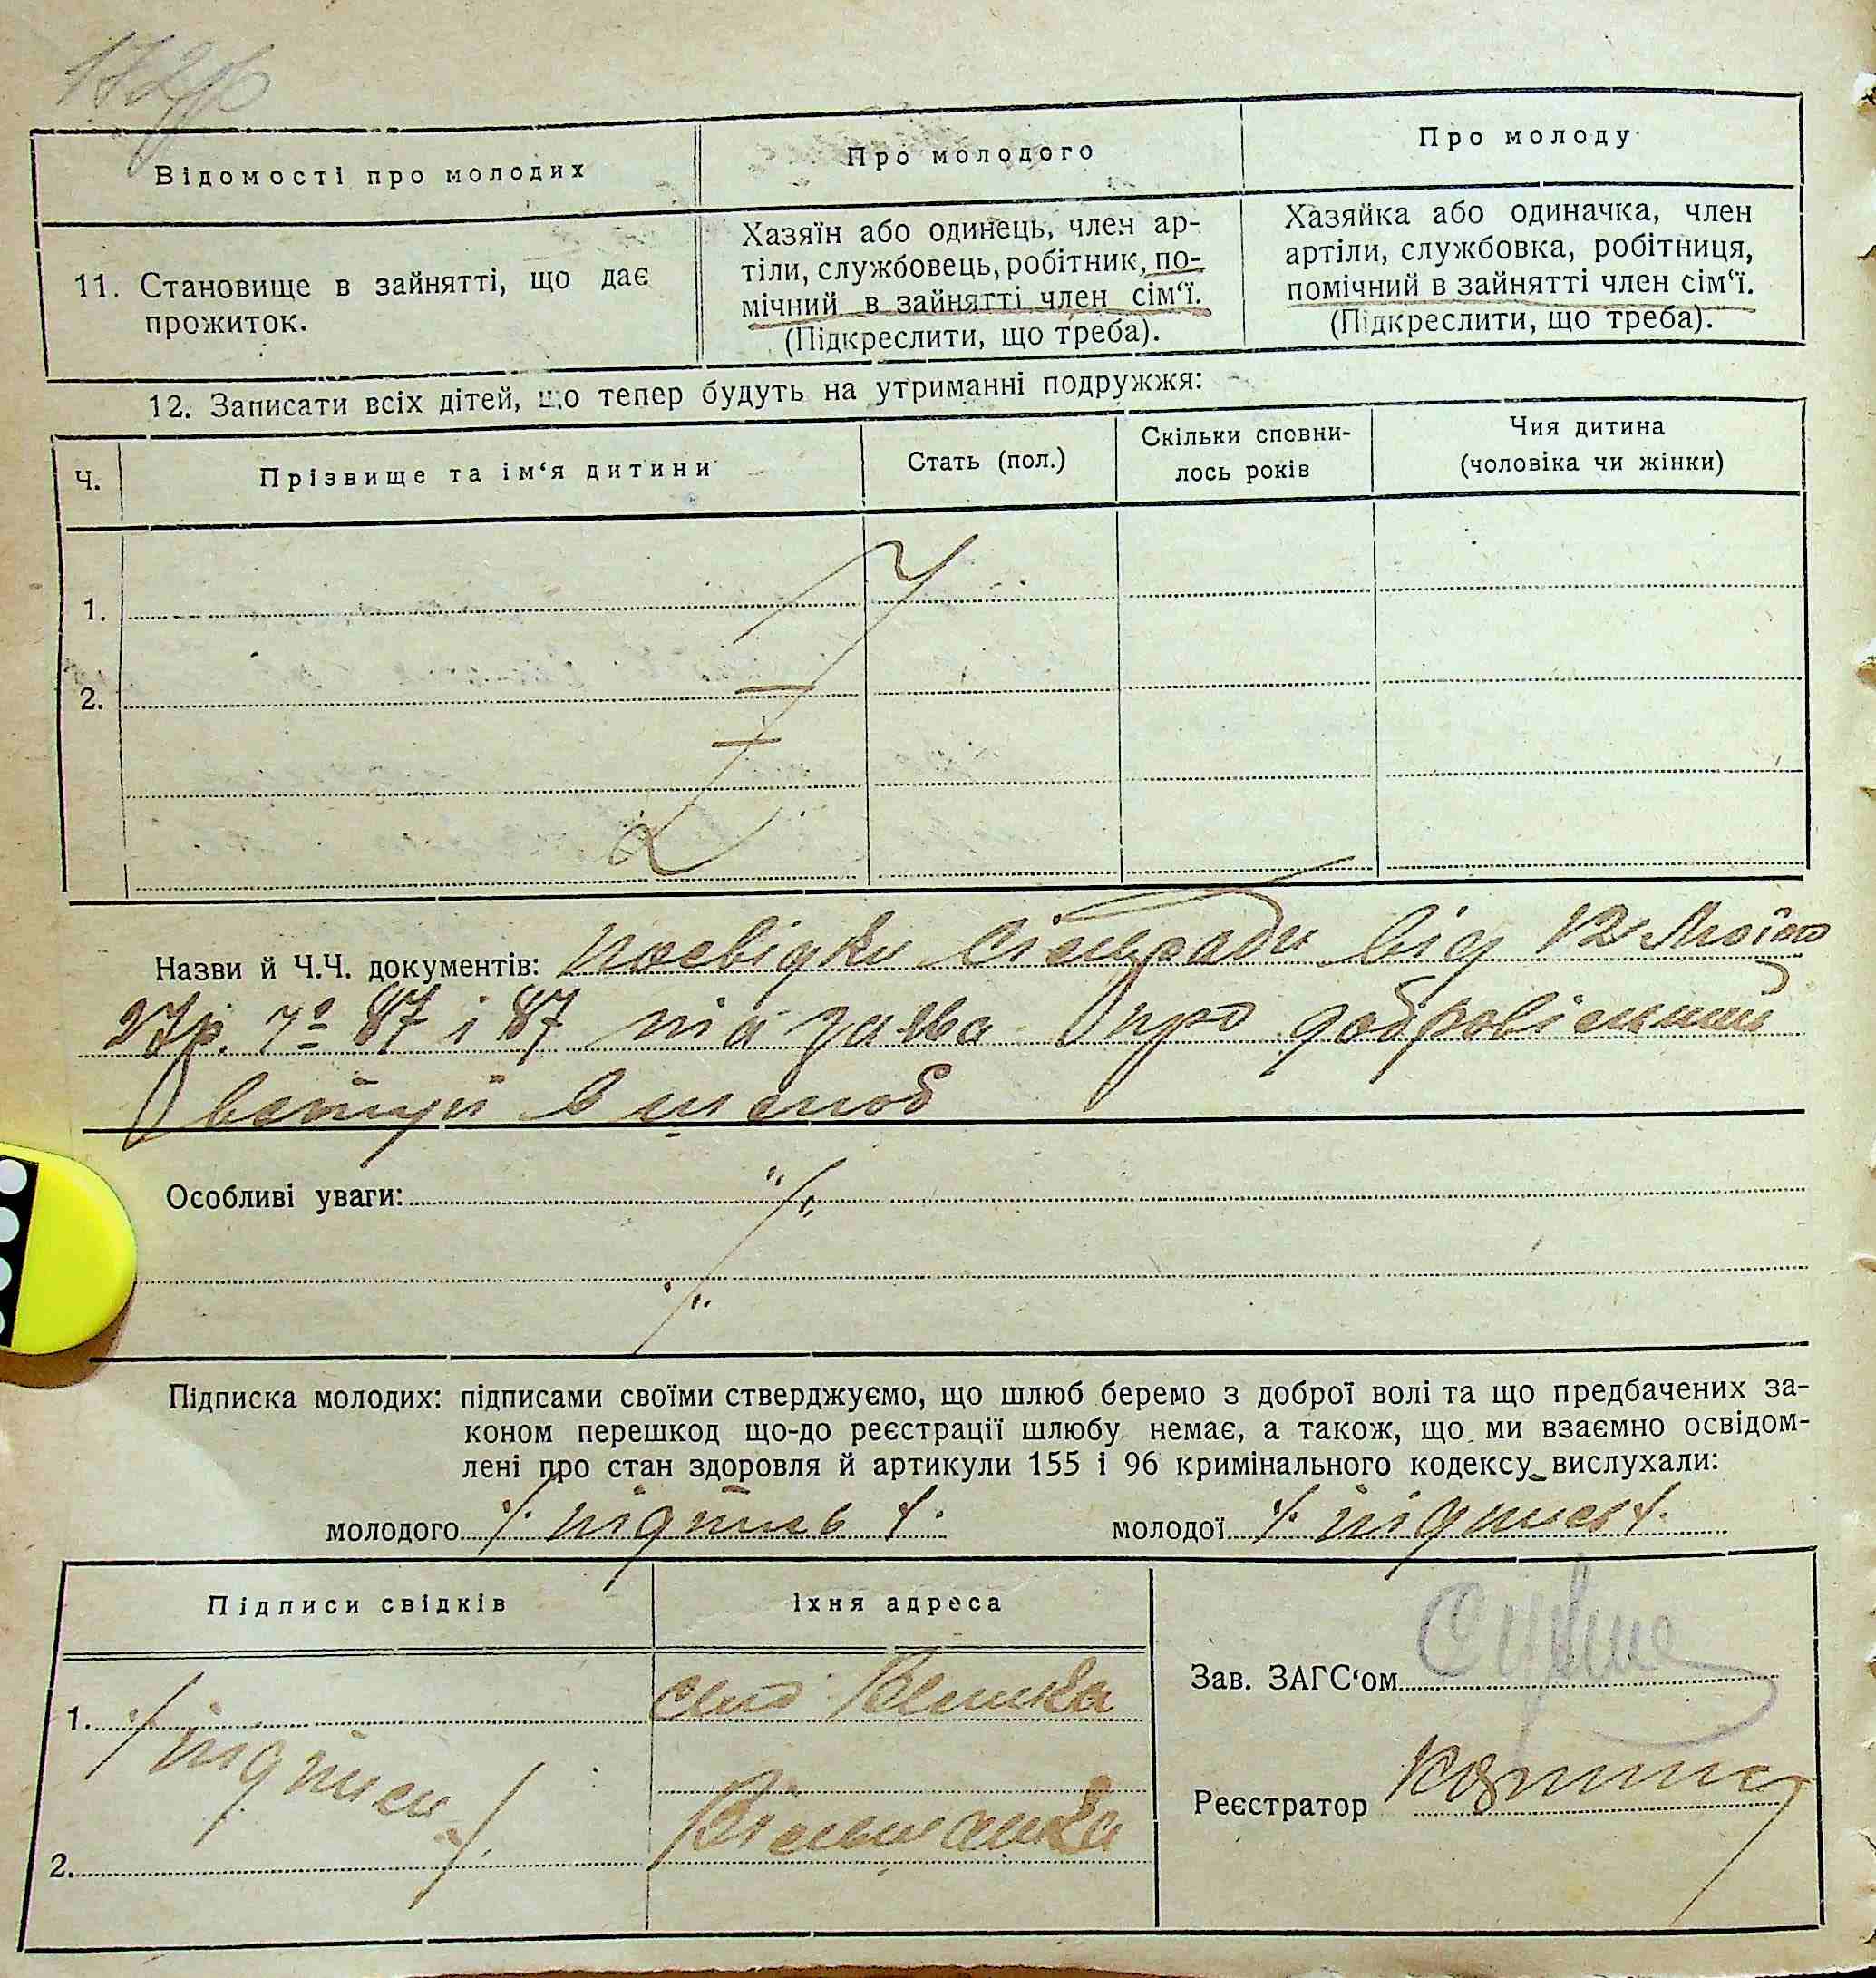 Відомості про молодих
Про молодого
Про молоду
11. Становище в зайнятті, що дає
прожиток.
Хазяїн або одинець, член ар-
тіли, службовець, робітник, по-
мічний в зайнятті член сім‘ї.
(Підкреслити, що треба).
Хазяйка або одиначка, член
артіли, службовка, робітниця,
помічний в зайнятті член сім‘ї.
(Підкреслити, що треба).
12. Записати всіх дітей, що тепер будуть на утриманні подружжя:
Ч.
Прізвище та ім‘я дитини
Стать (пол.)
Скільки сповни-
лось років
Чия дитина
(чоловіка чи жінки)
1.
2.
Назви й Ч.Ч. документів: посвідки сільради від 12 Лютого
27р. № 87 і 87 та заява про добровільний
вступ в шлюб
Особливі уваги:
Підписка молодих: підписами своїми стверджуємо, що шлюб беремо з доброї волі та що предбачених за-
коном перешкод що-до реєстрації шлюбу немає, а також, що ми взаємно освідом-
лені про стан здоровля й артикули 155 і 96 кримінального кодексу вислухали:
молодого /. підпись /.
молодої /. підпись /.
Підписи свідків
Їхня адреса
1.
село
підписи
Вільшанка
2.
Зав. ЗАГС‘ом
Реєстратор